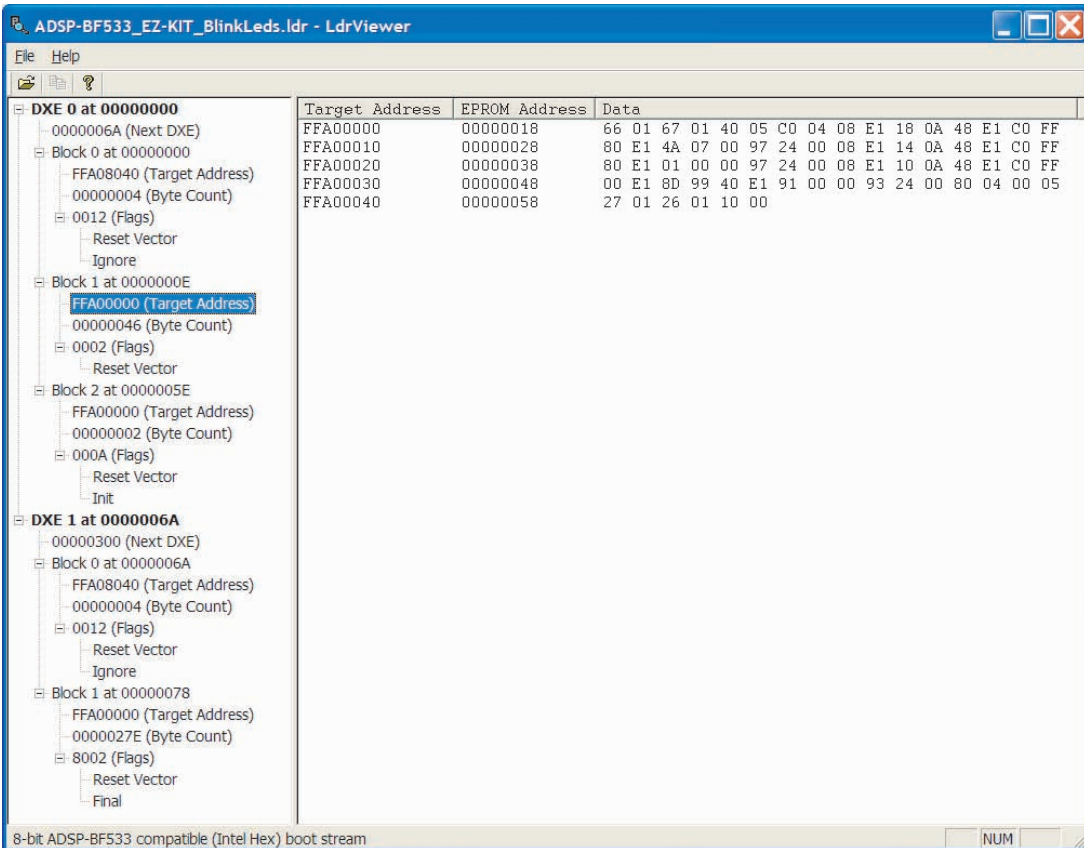 ADSP-BF533_EZ-KIT_BlinkLeds.ldr - LdrViewer
File Help
DXE 0 at 00000000
0000006A (Next DXE)
Block 0 at 00000000
FFA08040 (Target Address)
00000004 (Byte Count)
0012 (Flags)
Reset Vector
Ignore
Block 1 at 0000000E
FFA00000 (Target Address)
00000046 (Byte Count)
0002 (Flags)
Reset Vector
Block 2 at 0000005E
FFA00000 (Target Address)
00000002 (Byte Count)
000A (Flags)
Reset Vector
Init
DXE 1 at 0000006A
00000300 (Next DXE)
Block 0 at 0000006A
FFA08040 (Target Address)
00000004 (Byte Count)
0012 (Flags)
Reset Vector
Ignore
Block 1 at 00000078
FFA00000 (Target Address)
0000027E (Byte Count)
8002 (Flags)
Reset Vector
Final
Target Address EPROM Address Data
FFA00000 00000018 66 01 67 01 40 05 C0 04 08 E1 18 0A 48 E1 C0 FF
FFA00010 00000028 80 E1 4A 07 00 97 24 00 08 E1 14 0A 48 E1 C0 FF
FFA00020 00000038 80 E1 01 00 00 97 24 00 08 E1 10 0A 48 E1 C0 FF
FFA00030 00000048 00 E1 8D 99 40 E1 91 00 00 93 24 00 80 04 00 05
FFA00040 00000058 27 01 26 01 10 00
8-bit ADSP-BF533 compatible (Intel Hex) boot stream NUM